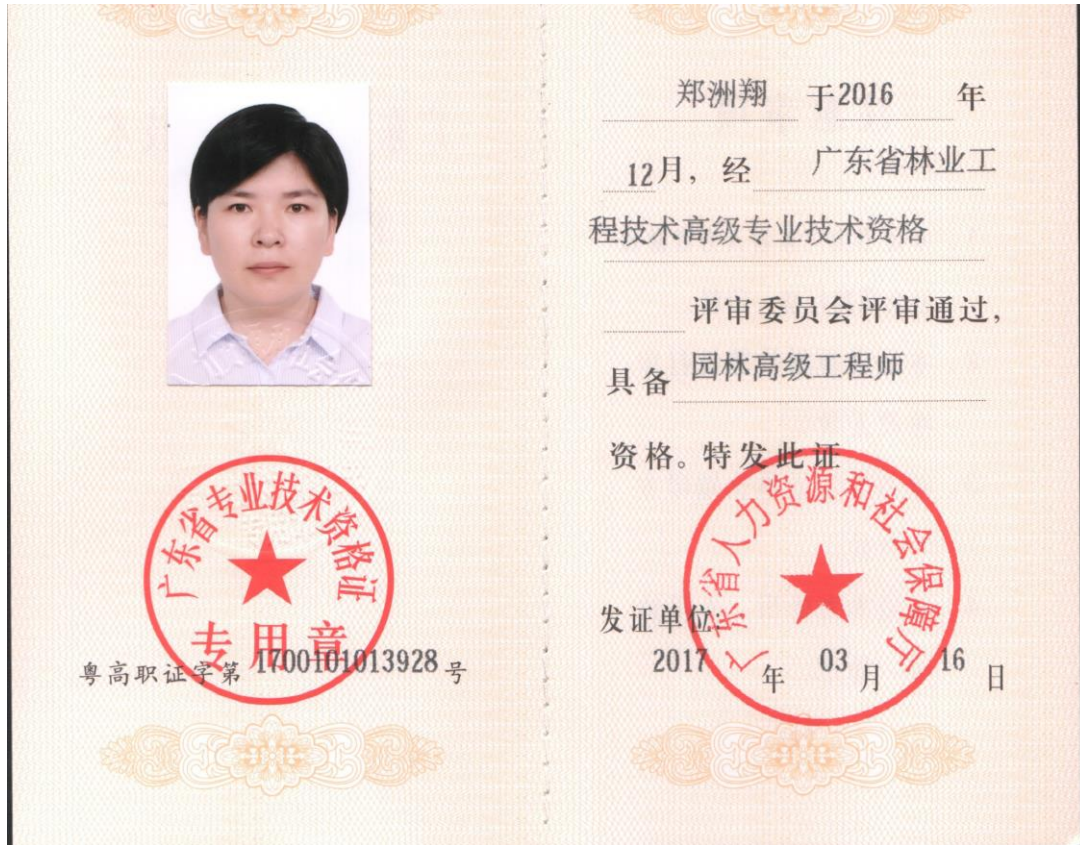 广东省专业技术资格证
专用章
粤高职证字第 1700101013928 号
郑洲翔 于2016 年
12月，经 广东省林业工
程技术高级专业技术资格
评审委员会评审通过，
具备 园林高级工程师
资格。特发此证
广东省人力资源和社会保障厅
发证单位：
2017 年 03 月 16 日